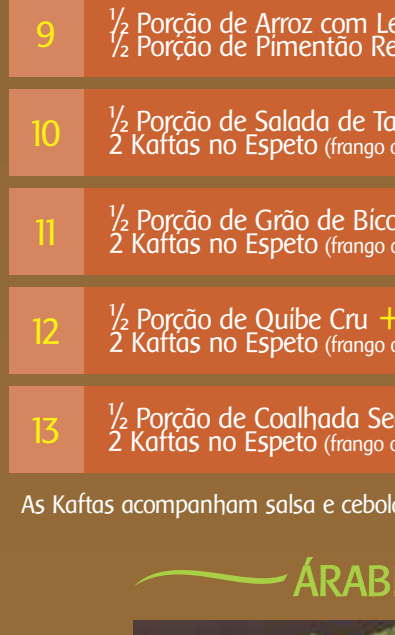 9
½ Porção de Arroz com Le
½ Porção de Pimentão Re
10
½ Porção de Salada de Ta
2 Kaftas no Espeto (frango o
11
½ Porção de Grão de Bico
2 Kaftas no Espeto (frango o
12
½ Porção de Quibe Cru +
2 Kaftas no Espeto (frango o
13
½ Porção de Coalhada Se
2 Kaftas no Espeto (frango o
As Kaftas acompanham salsa e cebola
ÁRAB